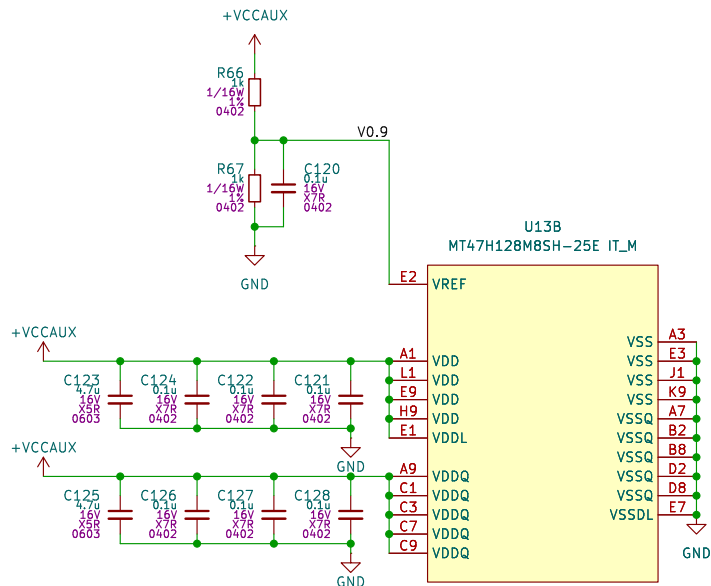 +VCCAUX
R66
1k
1/16W
1%
0402
V0.9
R67
1k
1/16W
1%
0402
C120
0.1u
16V
X7R
0402
GND
U13B
MT47H128M8SH-25E IT_M
E2 VREF
+VCCAUX
C123
4.7u
16V
X5R
0603
C124
0.1u
16V
X7R
0402
C122
0.1u
16V
X7R
0402
C121
0.1u
16V
X7R
0402
GND
A1 VDD
L1 VDD
E9 VDD
H9 VDD
E1 VDDL
+VCCAUX
C125
4.7u
16V
X5R
0603
C126
0.1u
16V
X7R
0402
C127
0.1u
16V
X7R
0402
C128
0.1u
16V
X7R
0402
GND
A9 VDDQ
C1 VDDQ
C3 VDDQ
C7 VDDQ
C9 VDDQ
VSS A3
VSS E3
VSS J1
VSS K9
VSSQ A7
VSSQ B2
VSSQ B8
VSSQ D2
VSSQ D8
VSSDL E7
GND